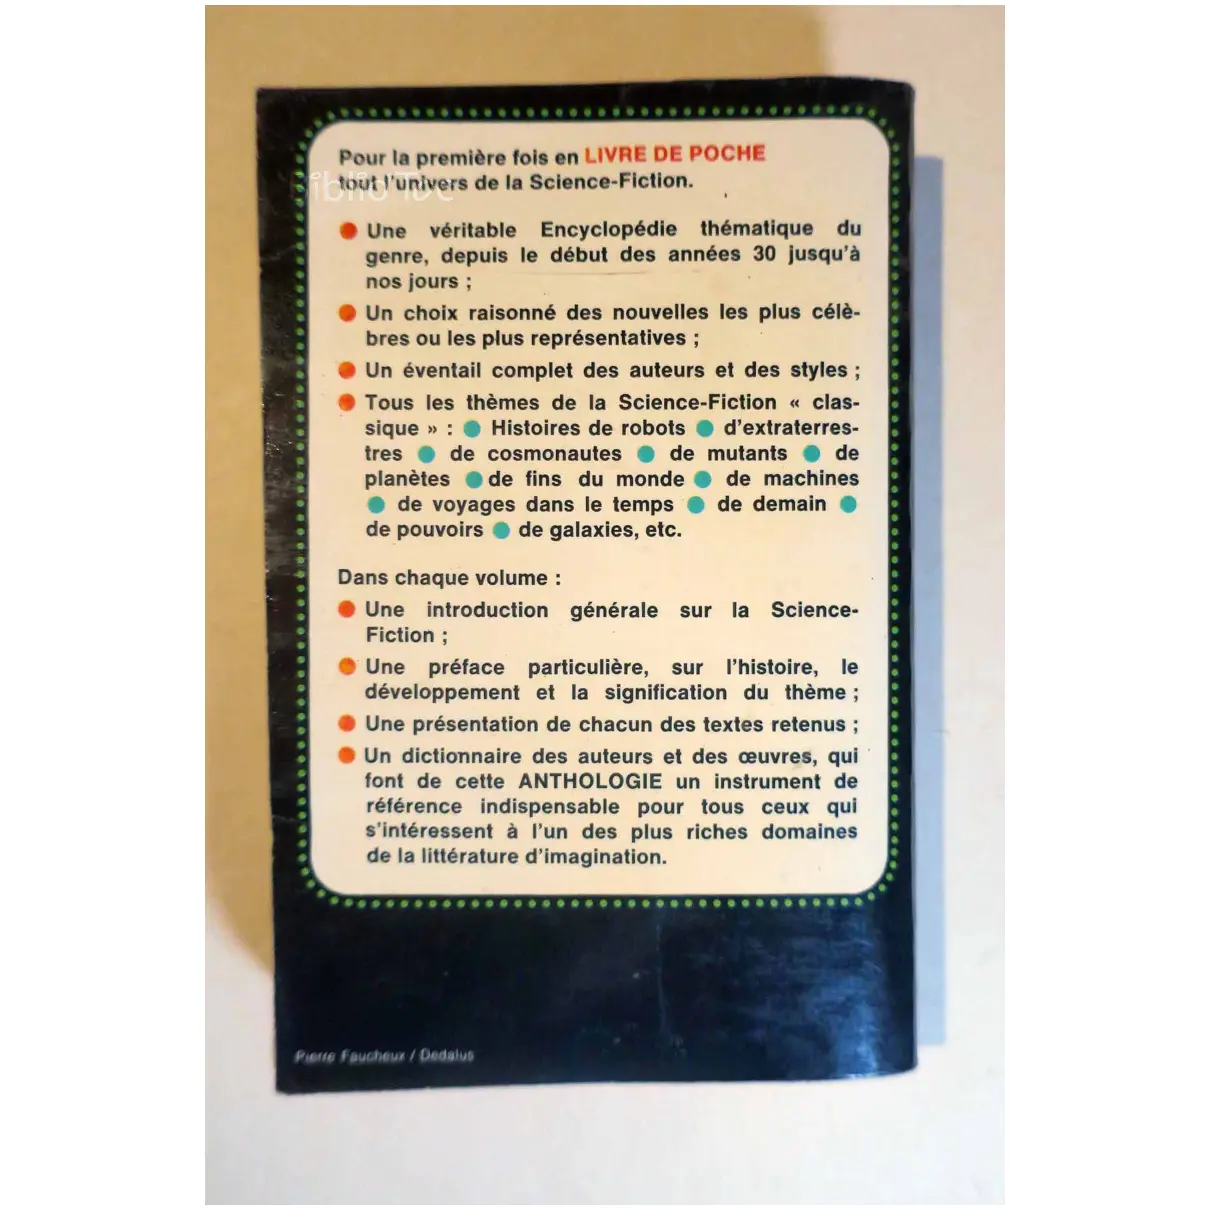 Pour la première fois en LIVRE DE POCHE
tout l'univers de la Science-Fiction.
Une véritable Encyclopédie thématique du
genre, depuis le début des années 30 jusqu'à
nos jours ;
Un choix raisonné des nouvelles les plus célè-
bres ou les plus représentatives ;
Un éventail complet des auteurs et des styles ;
Tous les thèmes de la Science-Fiction « clas-
sique » : ● Histoires de robots ● d'extraterres-
tres ● de cosmonautes ● de mutants ● de
planètes ● de fins du monde ● de machines
● de voyages dans le temps ● de demain ●
de pouvoirs ● de galaxies, etc.
Dans chaque volume :
Une introduction générale sur la Science-
Fiction ;
Une préface particulière, sur l'histoire, le
développement et la signification du thème ;
Une présentation de chacun des textes retenus ;
Un dictionnaire des auteurs et des œuvres, qui
font de cette ANTHOLOGIE un instrument de
référence indispensable pour tous ceux qui
s'intéressent à l'un des plus riches domaines
de la littérature d'imagination.
Pierre Faucheux / Dedalus